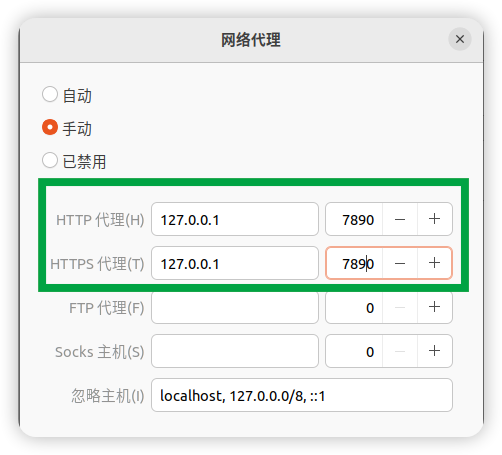 网络代理
自动
手动
已禁用
HTTP 代理(H) 127.0.0.1 7890 − +
HTTPS 代理(T) 127.0.0.1 7890 − +
FTP 代理(F) 0 − +
Socks 主机(S) 0 − +
忽略主机(I) localhost, 127.0.0.0/8, ::1